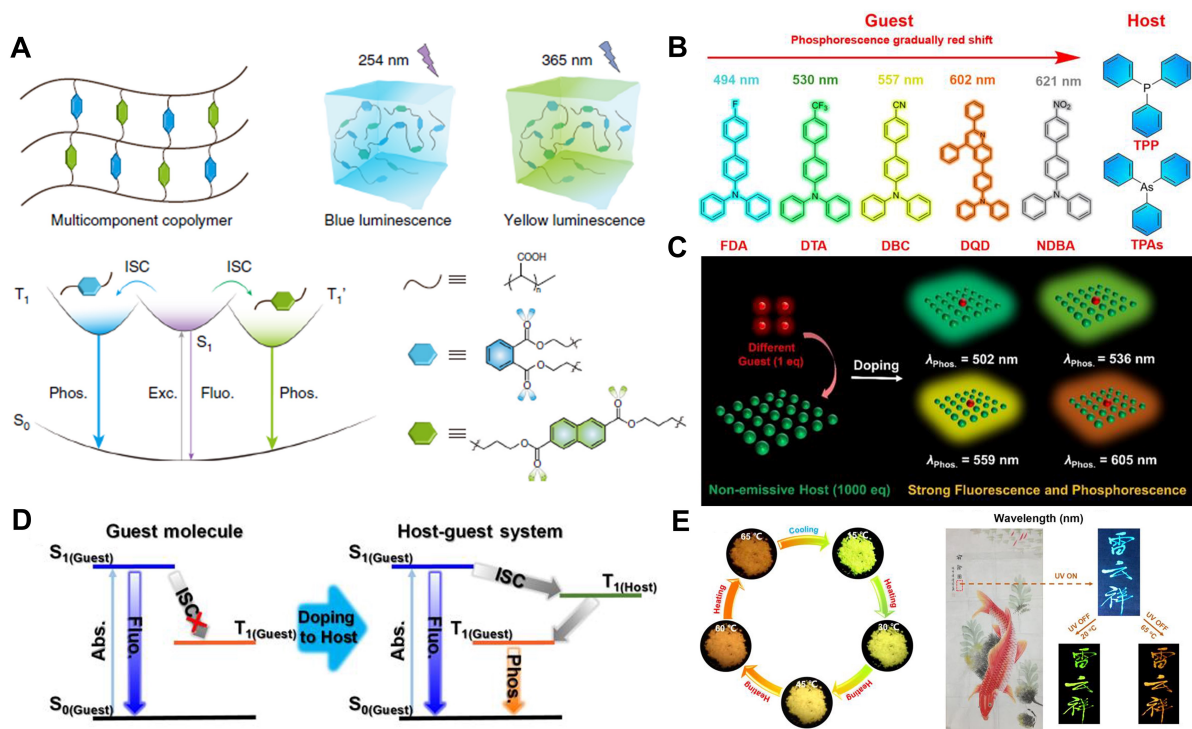 A
254 nm
365 nm
Multicomponent copolymer
Blue luminescence
Yellow luminescence
ISC
ISC
T1
T1'
S1
Phos.
Exc.
Fluo.
Phos.
S0
COOH
n
O
O
O
O
O
O
O
O
B
Guest
Host
Phosphorescence gradually red shift
494 nm
530 nm
557 nm
602 nm
621 nm
F
CF3
CN
N
NO2
P
TPP
N
N
N
N
N
As
FDA
DTA
DBC
DQD
NDBA
TPAs
C
Different
Guest (1 eq)
Doping
λPhos. = 502 nm
λPhos. = 536 nm
λPhos. = 559 nm
λPhos. = 605 nm
Non-emissive Host (1000 eq)
Strong Fluorescence and Phosphorescence
D
Guest molecule
Host-guest system
S1(Guest)
Abs.
Fluo.
ISC
T1(Guest)
S0(Guest)
Doping
to Host
S1(Guest)
ISC
T1(Host)
T1(Guest)
Abs.
Fluo.
Phos.
S0(Guest)
E
65 °C
Cooling
15 °C
Heating
30 °C
Heating
45 °C
Heating
60 °C
Heating
Wavelength (nm)
UV ON
雷云祥
UV OFF
20 °C
UV OFF
65 °C
雷云祥
雷云祥